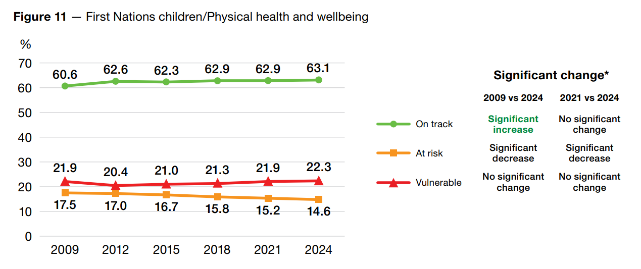 Figure 11 — First Nations children/Physical health and wellbeing
%
80
70
60
50
40
30
20
10
0
60.6 62.6 62.3 62.9 62.9 63.1
21.9 20.4 21.0 21.3 21.9 22.3
17.5 17.0 16.7 15.8 15.2 14.6
2009 2012 2015 2018 2021 2024
On track
At risk
Vulnerable
Significant change*
2009 vs 2024 2021 vs 2024
Significant increase No significant change
Significant decrease Significant decrease
No significant change No significant change